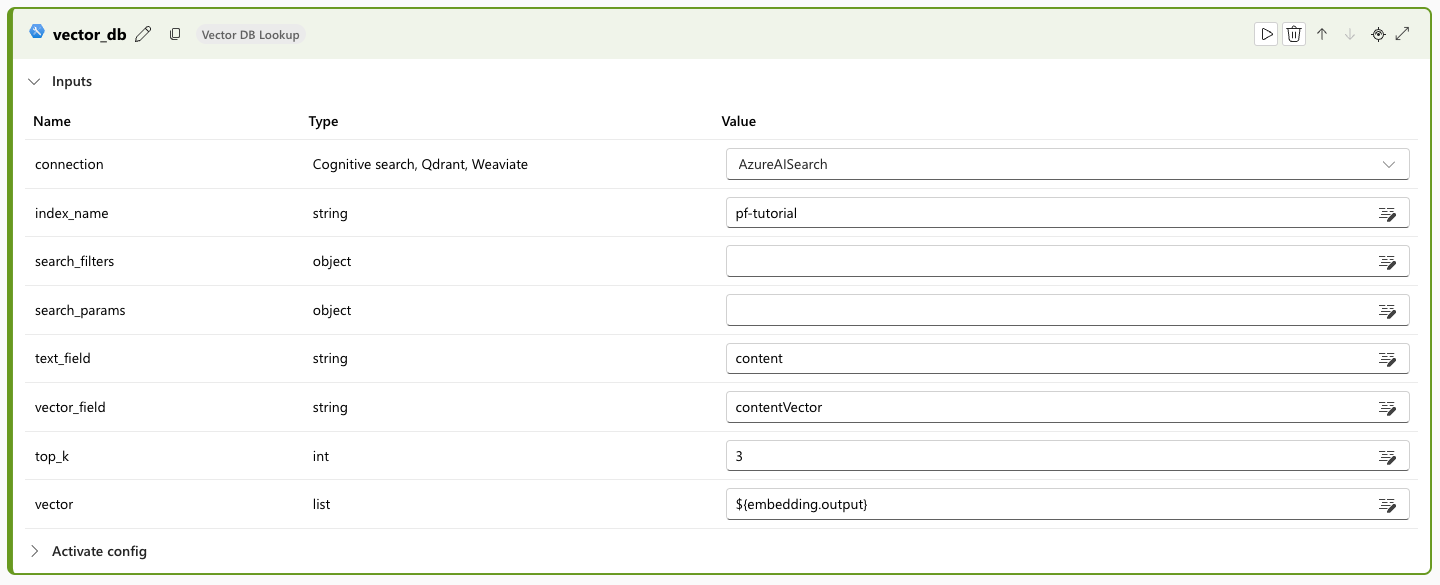 vector_db Vector DB Lookup
Inputs
Name Type Value
connection Cognitive search, Qdrant, Weaviate AzureAISearch
index_name string pf-tutorial
search_filters object
search_params object
text_field string content
vector_field string contentVector
top_k int 3
vector list ${embedding.output}
Activate config